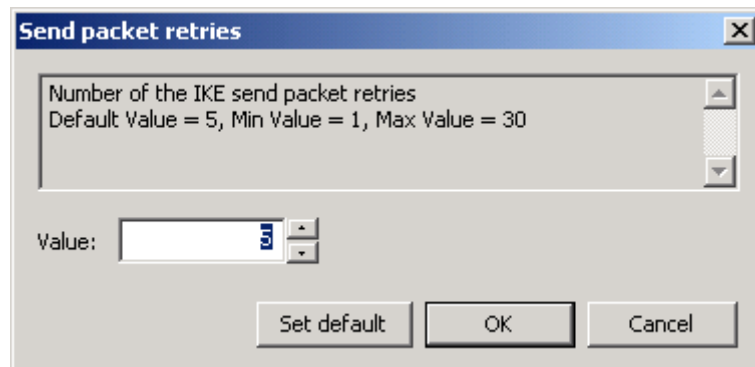 Send packet retries
Number of the IKE send packet retries
Default Value = 5, Min Value = 1, Max Value = 30
Value: 5
Set default OK Cancel